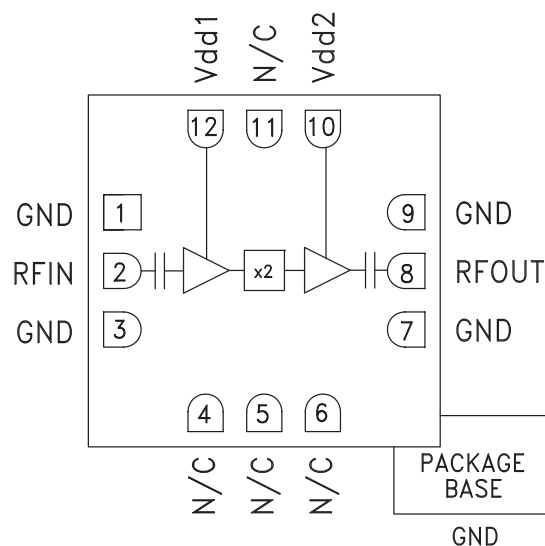 Vdd1
N/C
Vdd2
12
11
10
GND
1
9
GND
RFIN
2
x2
8
RFOUT
GND
3
7
GND
4
5
6
N/C
N/C
N/C
PACKAGE
BASE
GND